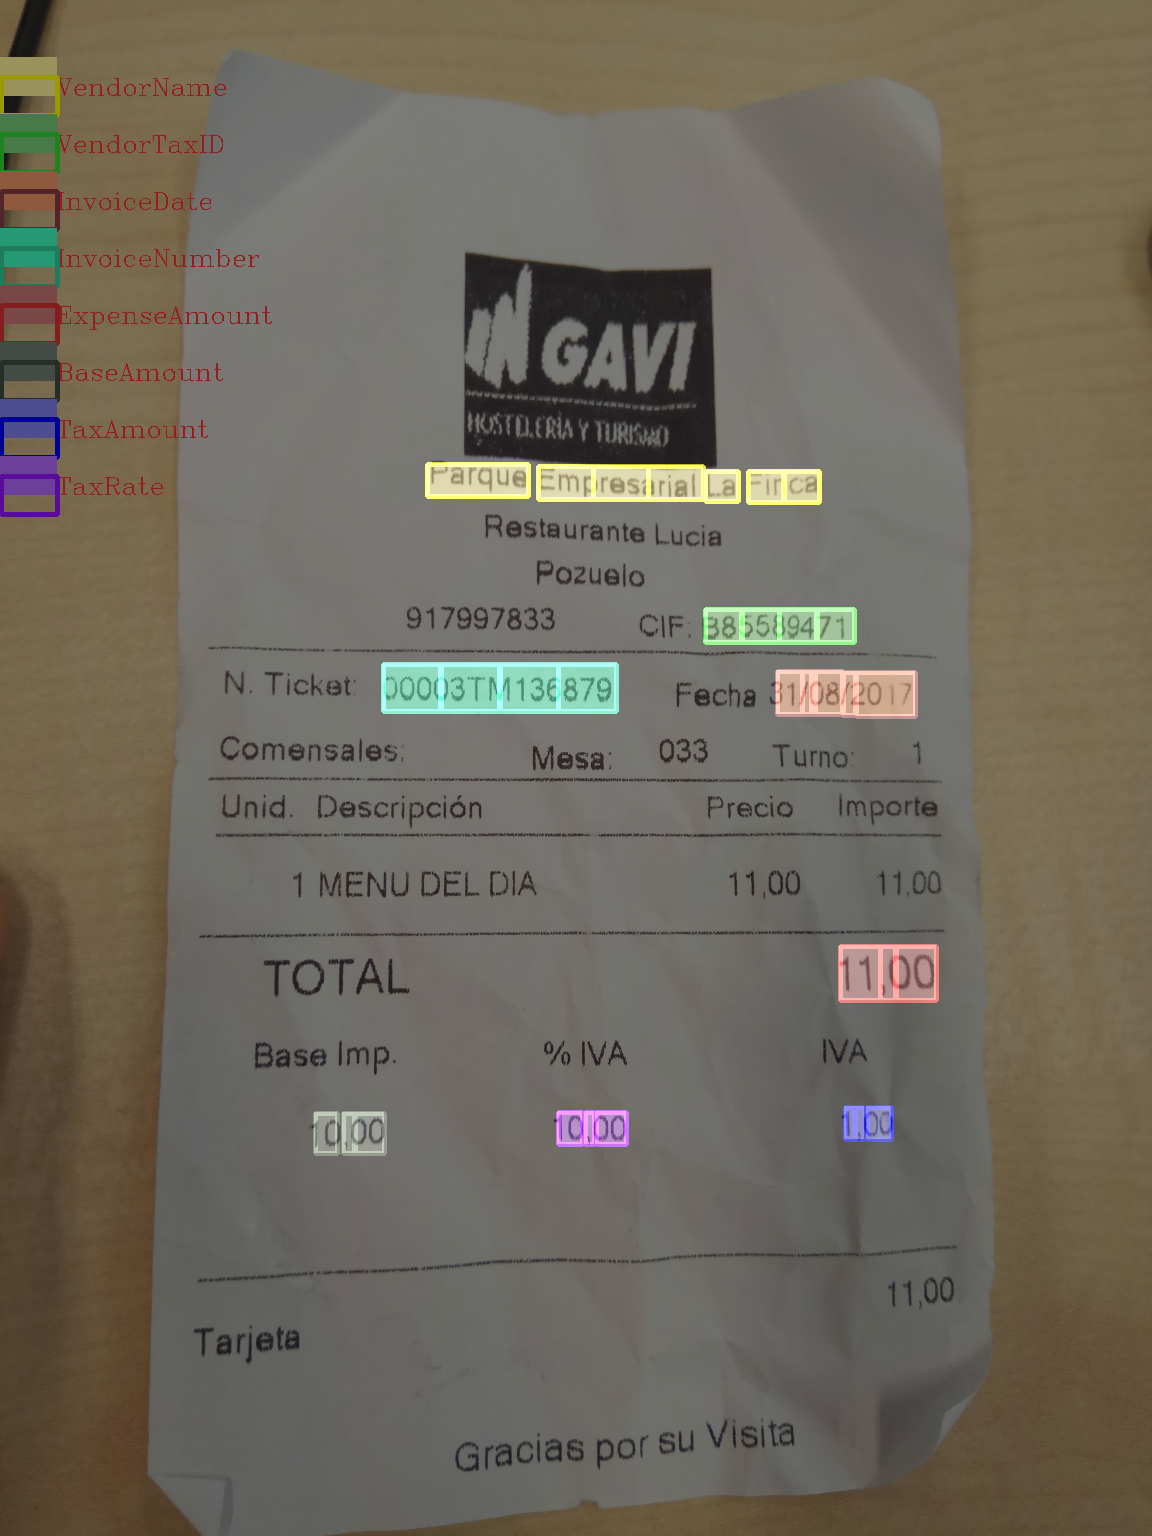 VendorName
VendorTaxID
InvoiceDate
InvoiceNumber
ExpenseAmount
BaseAmount
TaxAmount
TaxRate
GAVI
HOSTELERÍA Y TURISMO
Parque Empresarial La Finca
Restaurante Lucia
Pozuelo
917997833 CIF: B85589471
N. Ticket: 00003TM136879 Fecha 31/08/2017
Comensales: Mesa: 033 Turno: 1
Unid. Descripción Precio Importe
1 MENU DEL DIA 11,00 11,00
TOTAL 11,00
Base Imp. % IVA IVA
10,00 10,00 1,00
11,00
Tarjeta
Gracias por su Visita